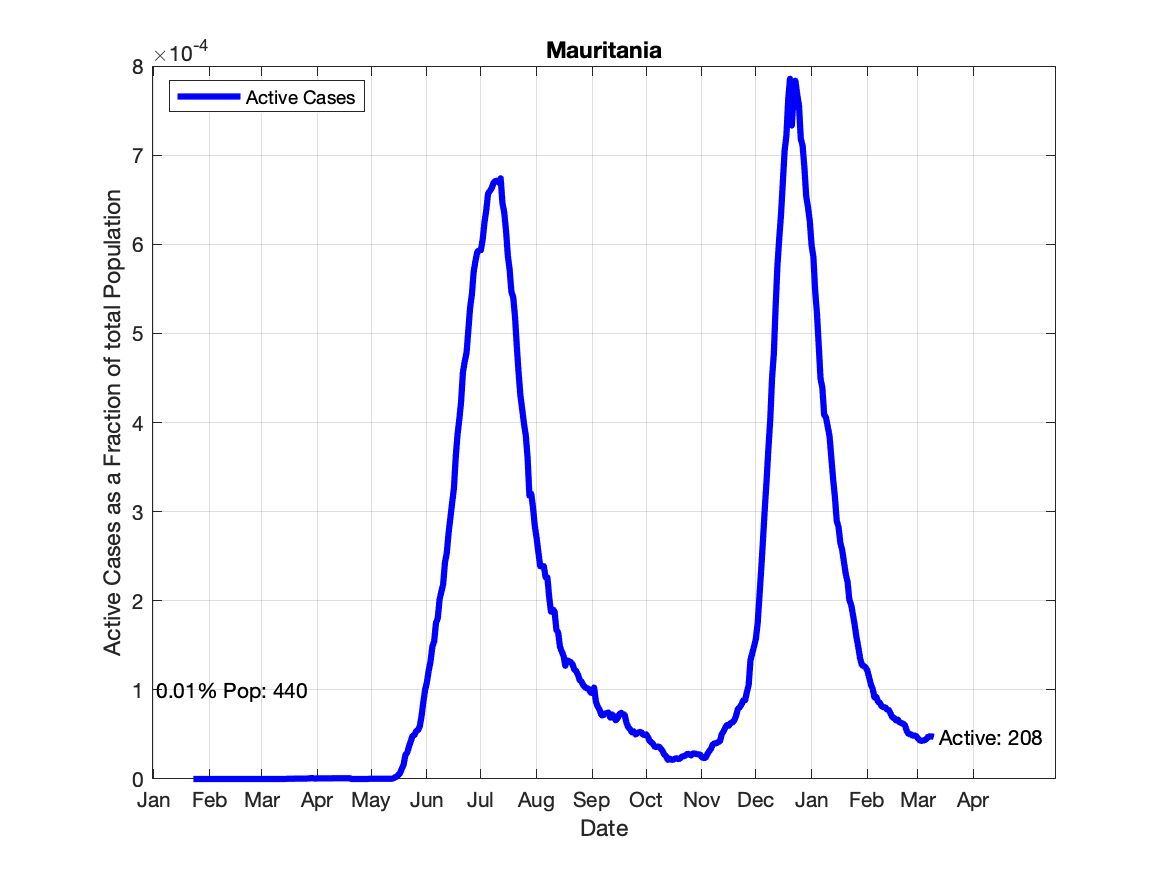 Mauritania
×10-4
Active Cases
8
7
6
5
4
3
2
1
0
Active Cases as a Fraction of total Population
0.01% Pop: 440
Active: 208
Jan Feb Mar Apr May Jun Jul Aug Sep Oct Nov Dec Jan Feb Mar Apr
Date